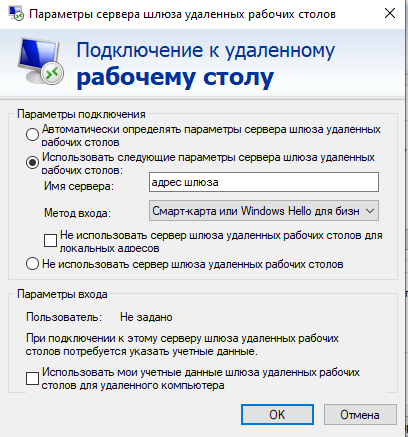 Параметры сервера шлюза удаленных рабочих столов
Подключение к удаленному
рабочему столу
Параметры подключения
Автоматически определять параметры сервера шлюза удаленных
рабочих столов
Использовать следующие параметры сервера шлюза удаленных
рабочих столов:
Имя сервера:
адрес шлюза
Метод входа:
Смарт-карта или Windows Hello для бизн
Не использовать сервер шлюза удаленных рабочих столов для
локальных адресов
Не использовать сервер шлюза удаленных рабочих столов
Параметры входа
Пользователь: Не задано
При подключении к этому серверу шлюза удаленных рабочих
столов потребуется указать учетные данные.
Использовать мои учетные данные шлюза удаленных рабочих
столов для удаленного компьютера
OK
Отмена